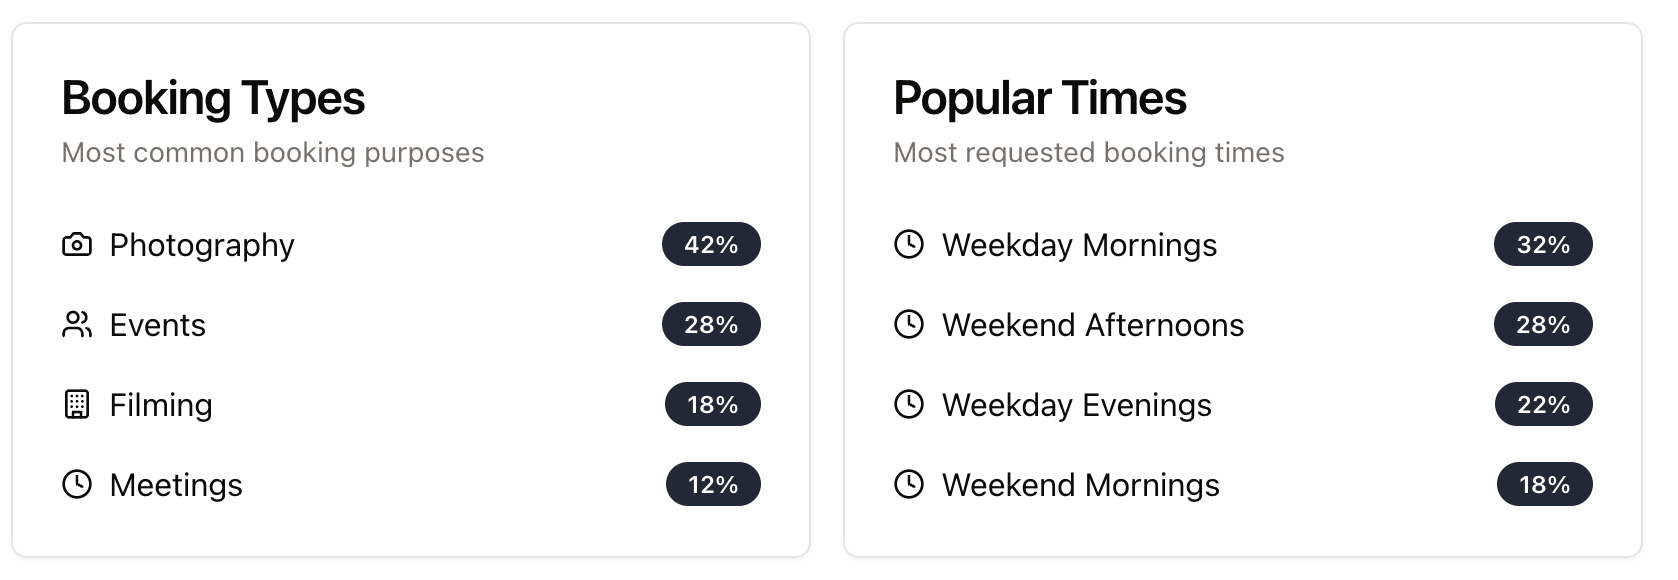 Booking Types
Most common booking purposes
Photography 42%
Events 28%
Filming 18%
Meetings 12%
Popular Times
Most requested booking times
Weekday Mornings 32%
Weekend Afternoons 28%
Weekday Evenings 22%
Weekend Mornings 18%